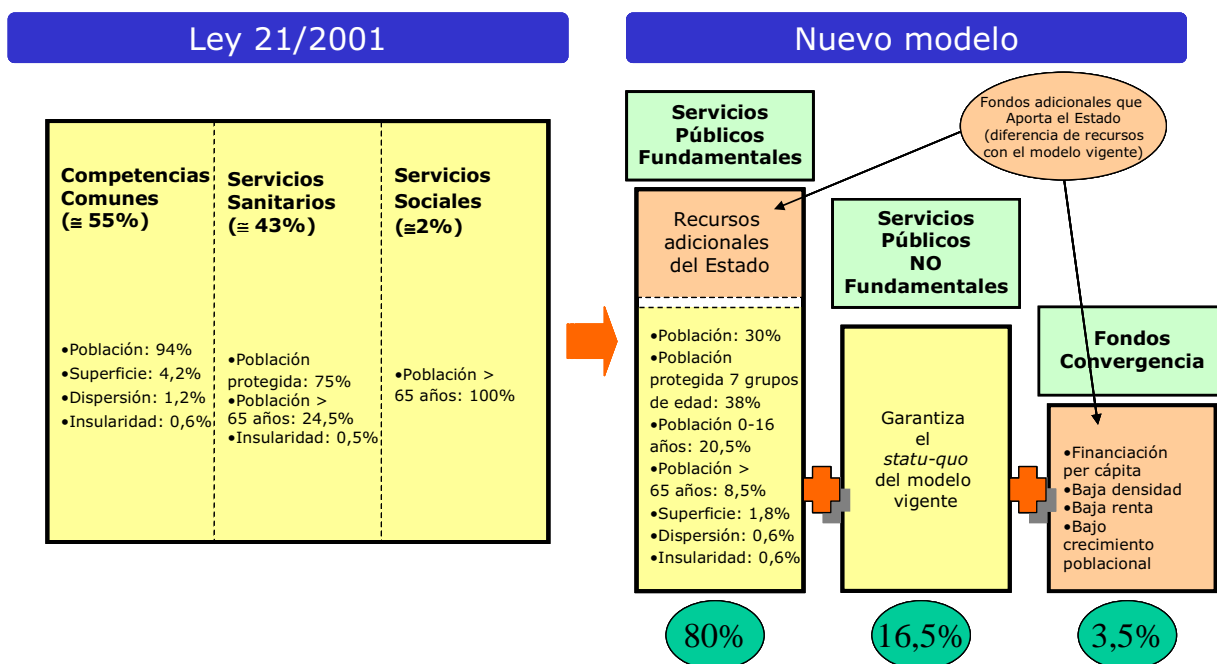 Ley 21/2001
Competencias
Comunes
(≅ 55%)
•Población: 94%
•Superficie: 4,2%
•Dispersión: 1,2%
•Insularidad: 0,6%
Servicios
Sanitarios
(≅ 43%)
•Población
protegida: 75%
•Población >
65 años: 24,5%
•Insularidad: 0,5%
Servicios
Sociales
(≅2%)
•Población >
65 años: 100%
Nuevo modelo
Servicios
Públicos
Fundamentales
Recursos
adicionales
del Estado
•Población: 30%
•Población
protegida 7 grupos
de edad: 38%
•Población 0-16
años: 20,5%
•Población >
65 años: 8,5%
•Superficie: 1,8%
•Dispersión: 0,6%
•Insularidad: 0,6%
80%
Servicios
Públicos
NO
Fundamentales
Garantiza
el
statu-quo
del modelo
vigente
16,5%
Fondos adicionales que
Aporta el Estado
(diferencia de recursos
con el modelo vigente)
Fondos
Convergencia
•Financiación
per cápita
•Baja densidad
•Baja renta
•Bajo
crecimiento
poblacional
3,5%